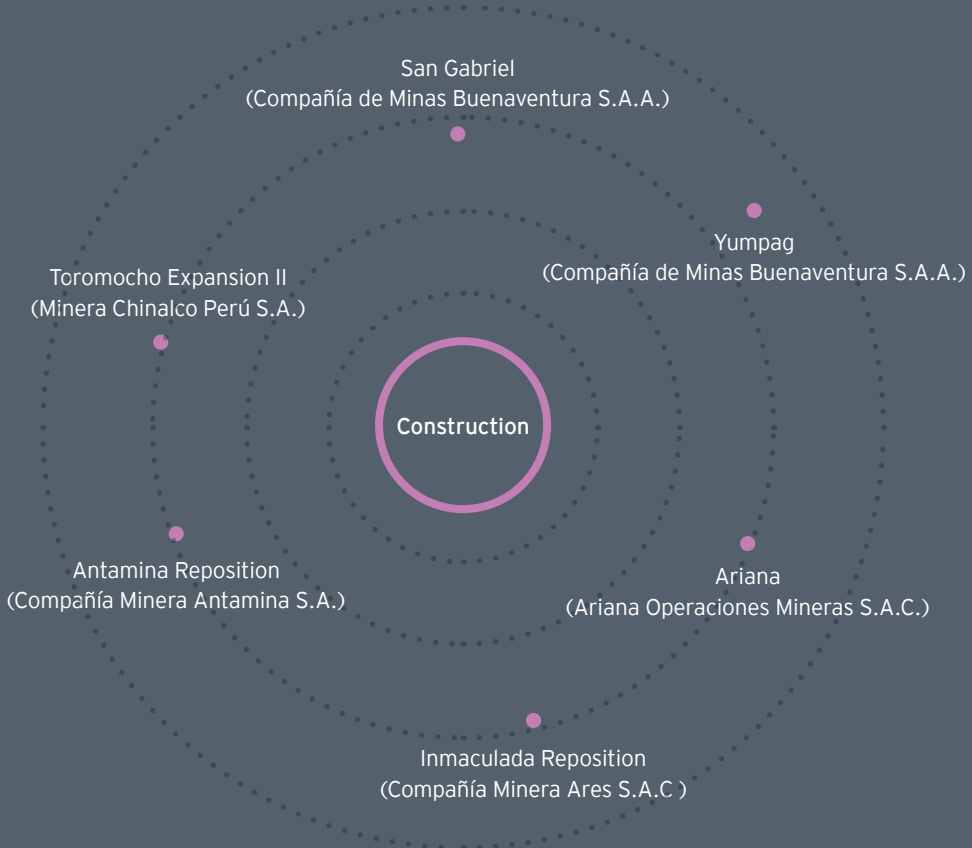 San Gabriel
(Compañía de Minas Buenaventura S.A.A.)
Yumpag
(Compañía de Minas Buenaventura S.A.A.)
Toromocho Expansion II
(Minera Chinalco Perú S.A.)
Construction
Antamina Reposition
(Compañía Minera Antamina S.A.)
Ariana
(Ariana Operaciones Mineras S.A.C.)
Inmaculada Reposition
(Compañía Minera Ares S.A.C )